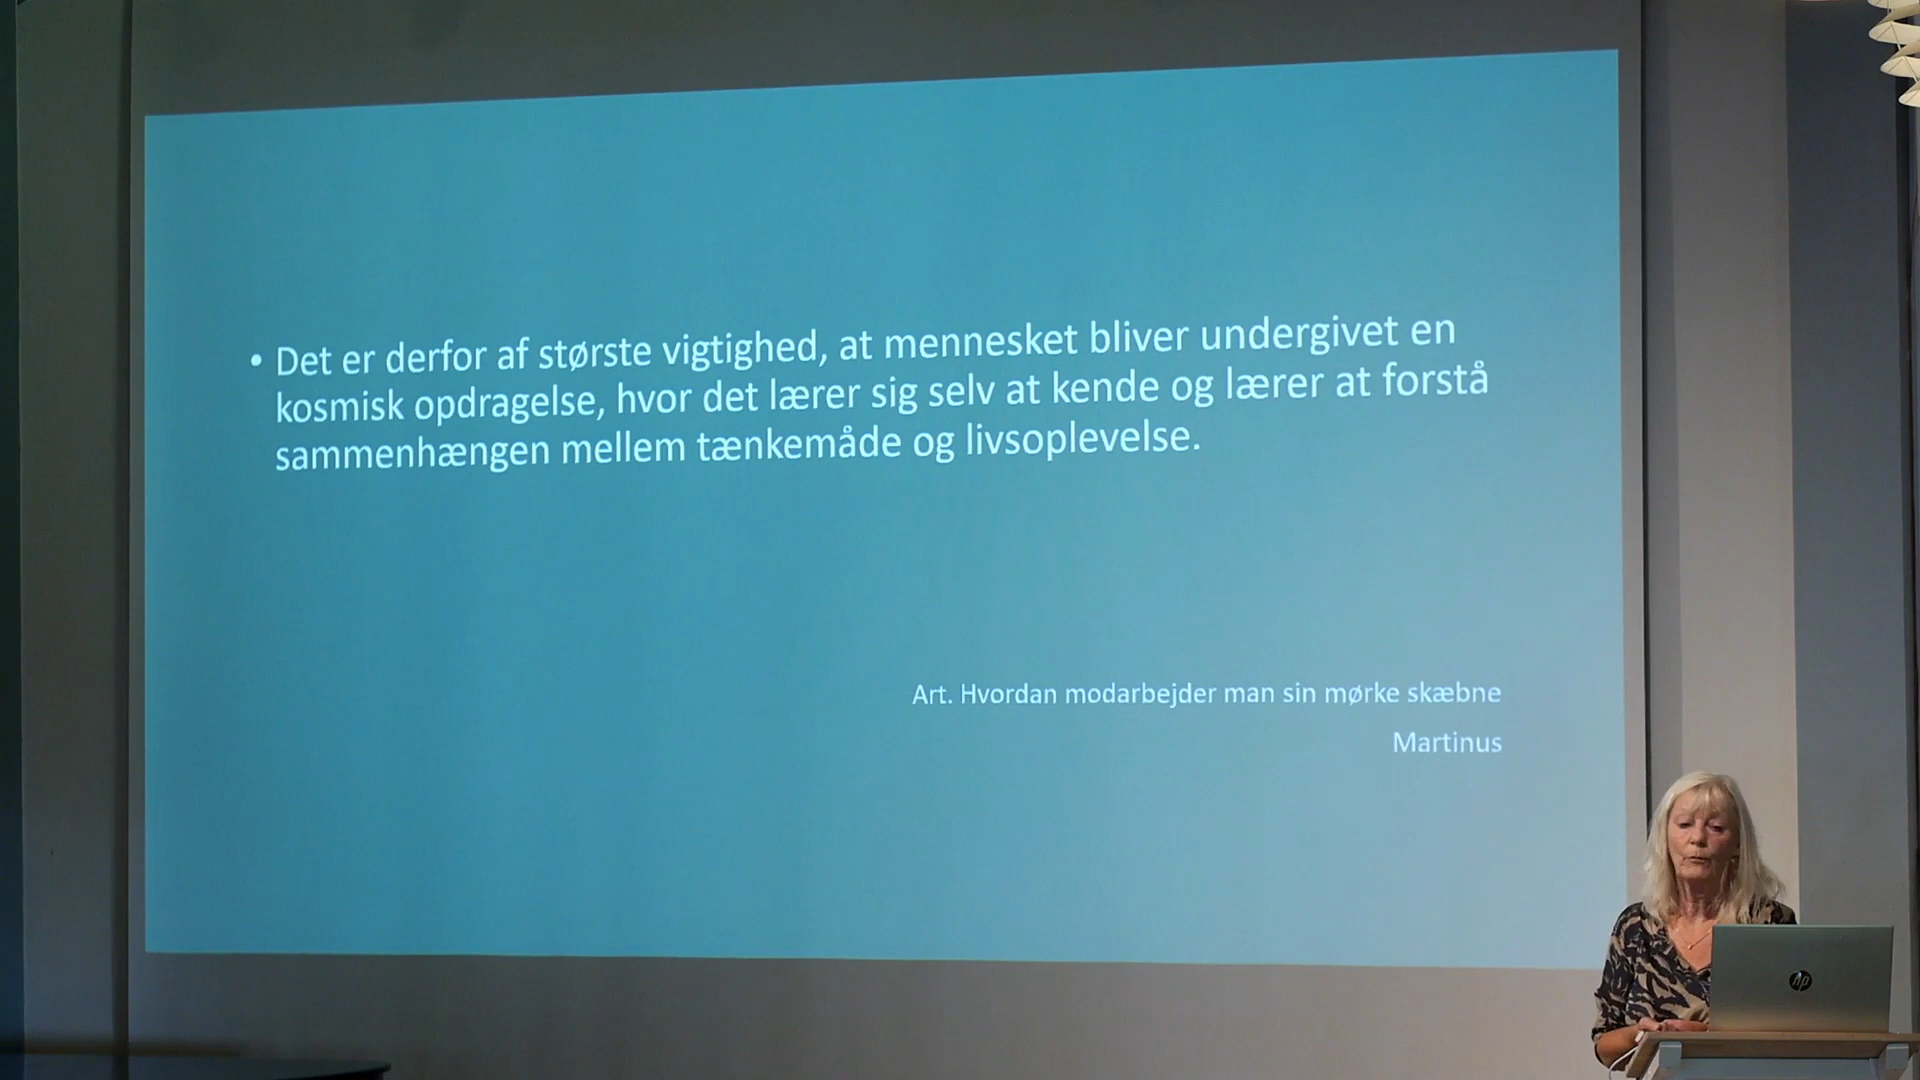 • Det er derfor af største vigtighed, at mennesket bliver undergivet en
kosmisk opdragelse, hvor det lærer sig selv at kende og lærer at forstå
sammenhængen mellem tænkemåde og livsoplevelse.
Art. Hvordan modarbejder man sin mørke skæbne
Martinus
hp